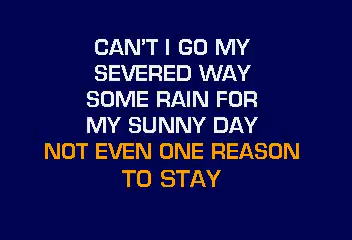 CAN'T I GO MY
SEVERED WAY
SOME RAIN FOR
MY SUNNY DAY
NOT EVEN ONE REASON
TO STAY